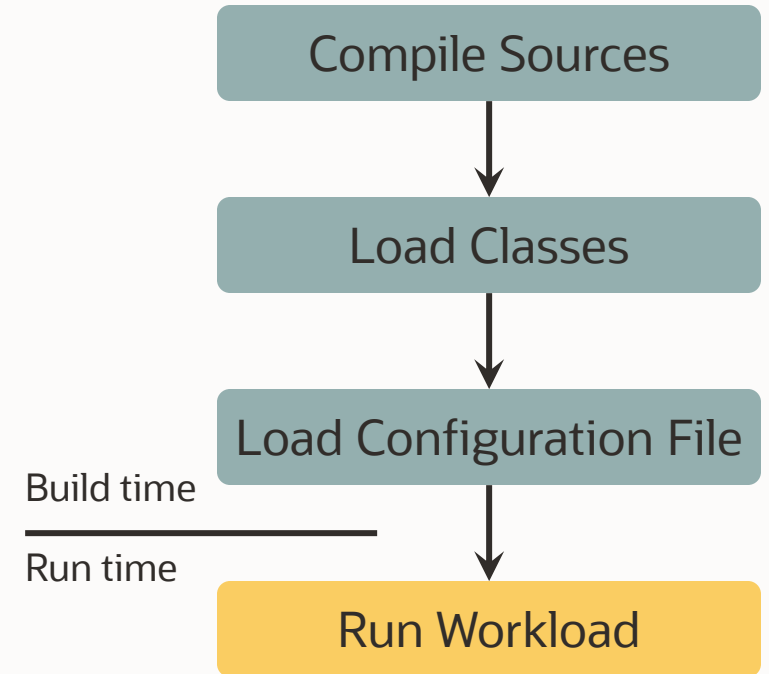 Compile Sources
Load Classes
Load Configuration File
Build time
Run time
Run Workload